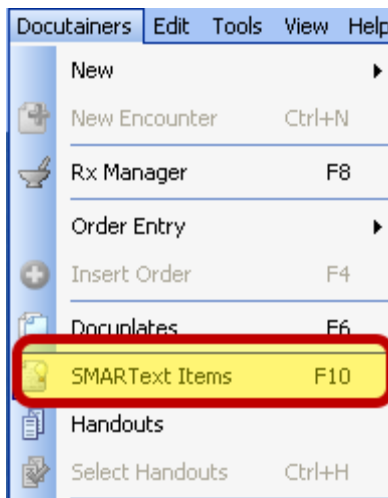 Docutainers Edit Tools View Help
New
New Encounter Ctrl+N
Rx Manager F8
Order Entry
Insert Order F4
Docuplates F6
SMARText Items F10
Handouts
Select Handouts Ctrl+H